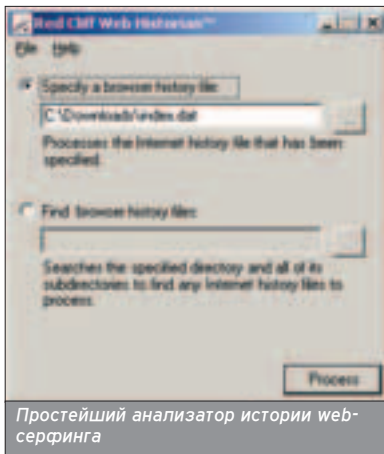 Red Cliff Web Historian™
File Help
Specify a browser history file:
C:\Downloads\index.dat
...
Processes the Internet history file that has been
specified.
Find browser history files:
...
Searches the specified directory and all of its
subdirectories to find any Internet history files to
process.
Process
Простейший анализатор истории web-
серфинга